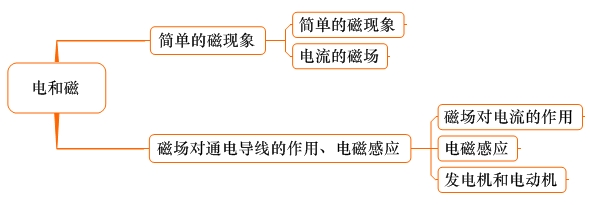 电和磁
简单的磁现象
简单的磁现象
电流的磁场
磁场对通电导线的作用、电磁感应
磁场对电流的作用
电磁感应
发电机和电动机